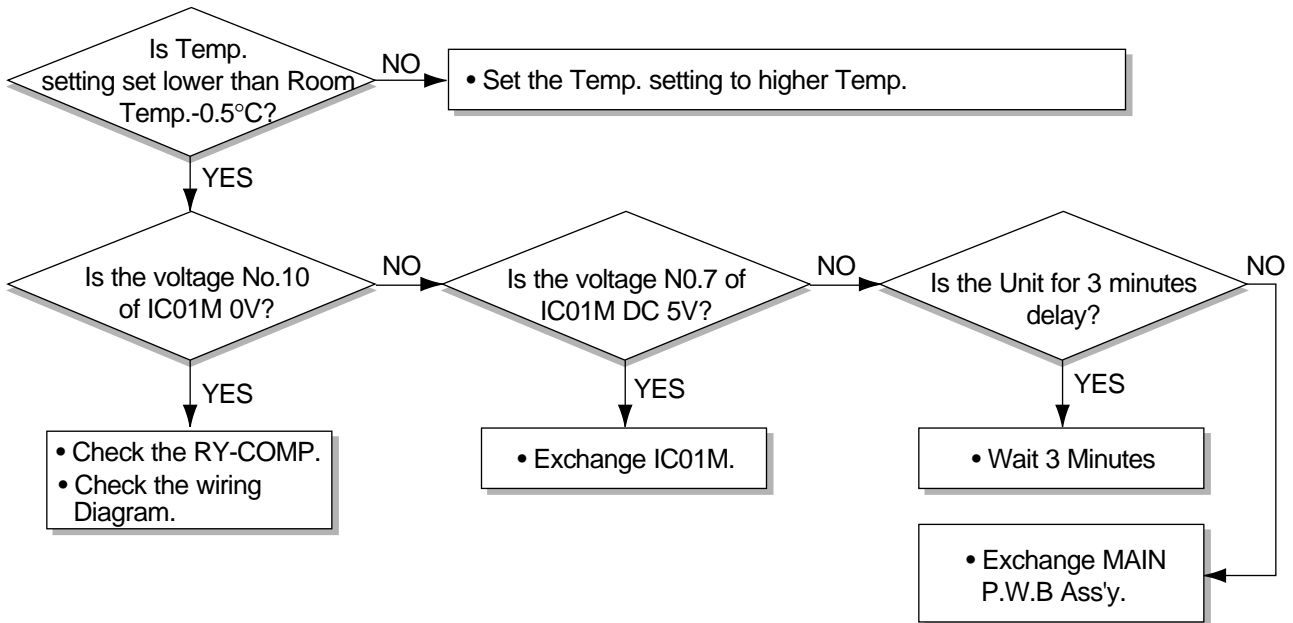 Is Temp.
setting set lower than Room
Temp.-0.5°C?
NO
• Set the Temp. setting to higher Temp.
YES
Is the voltage No.10
of IC01M 0V?
NO
Is the voltage N0.7 of
IC01M DC 5V?
NO
Is the Unit for 3 minutes
delay?
NO
YES
YES
YES
• Check the RY-COMP.
• Check the wiring
Diagram.
• Exchange IC01M.
• Wait 3 Minutes
• Exchange MAIN
P.W.B Ass'y.